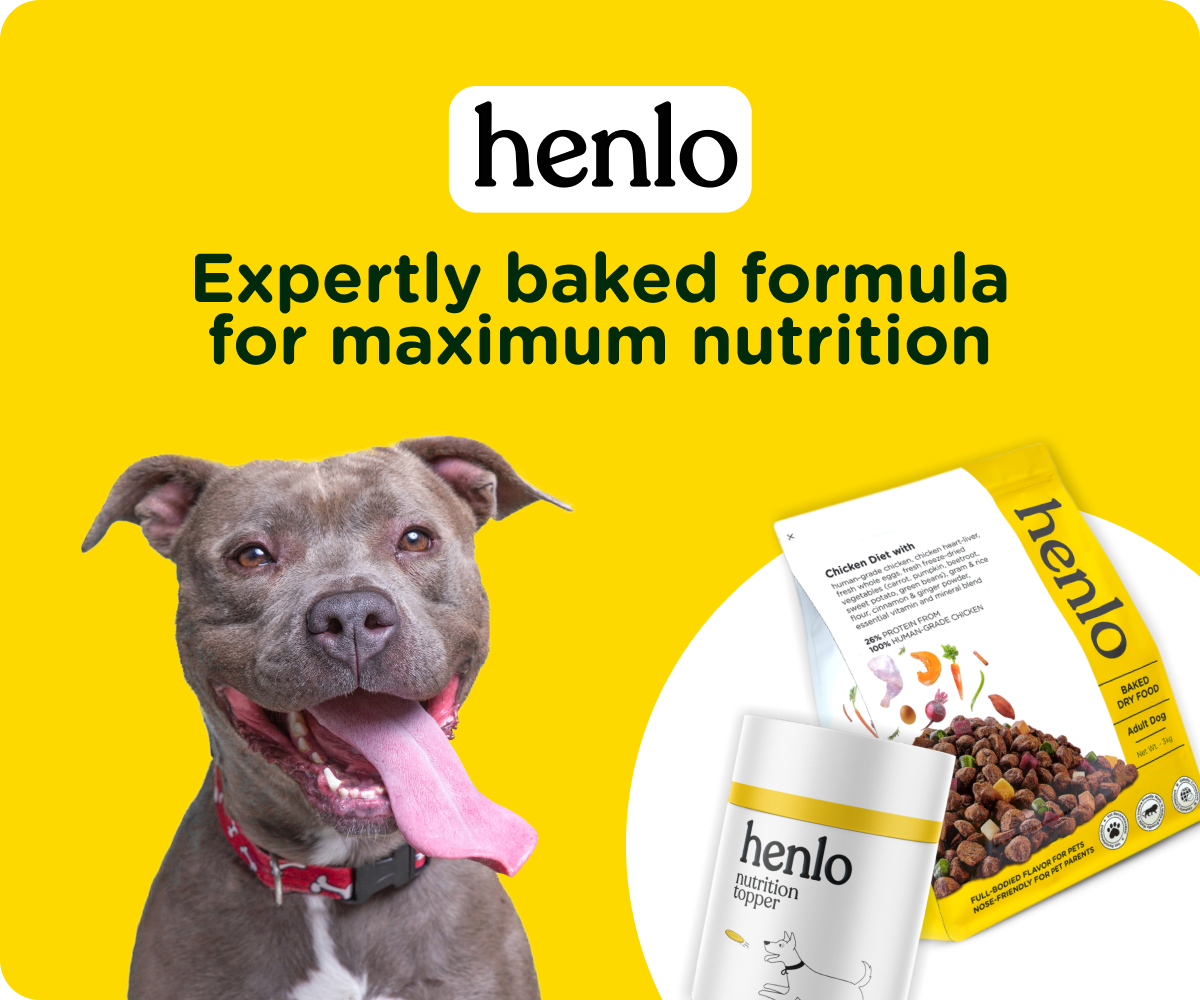 henlo
Expertly baked formula
for maximum nutrition
Chicken Diet with
human-grade chicken, chicken heart-liver,
fresh whole eggs, fresh freeze-dried
vegetables (carrot, pumpkin, beetroot,
sweet potato, green beans), gram & rice
flour, cinnamon & ginger powder,
essential vitamin and mineral blend
26% PROTEIN FROM
100% HUMAN-GRADE CHICKEN
henlo
BAKED
DRY FOOD
Adult Dog
Net Wt. - 3kg
FULL-BODIED FLAVOR FOR PETS
NOSE-FRIENDLY FOR PET PARENTS
henlo
nutrition
topper